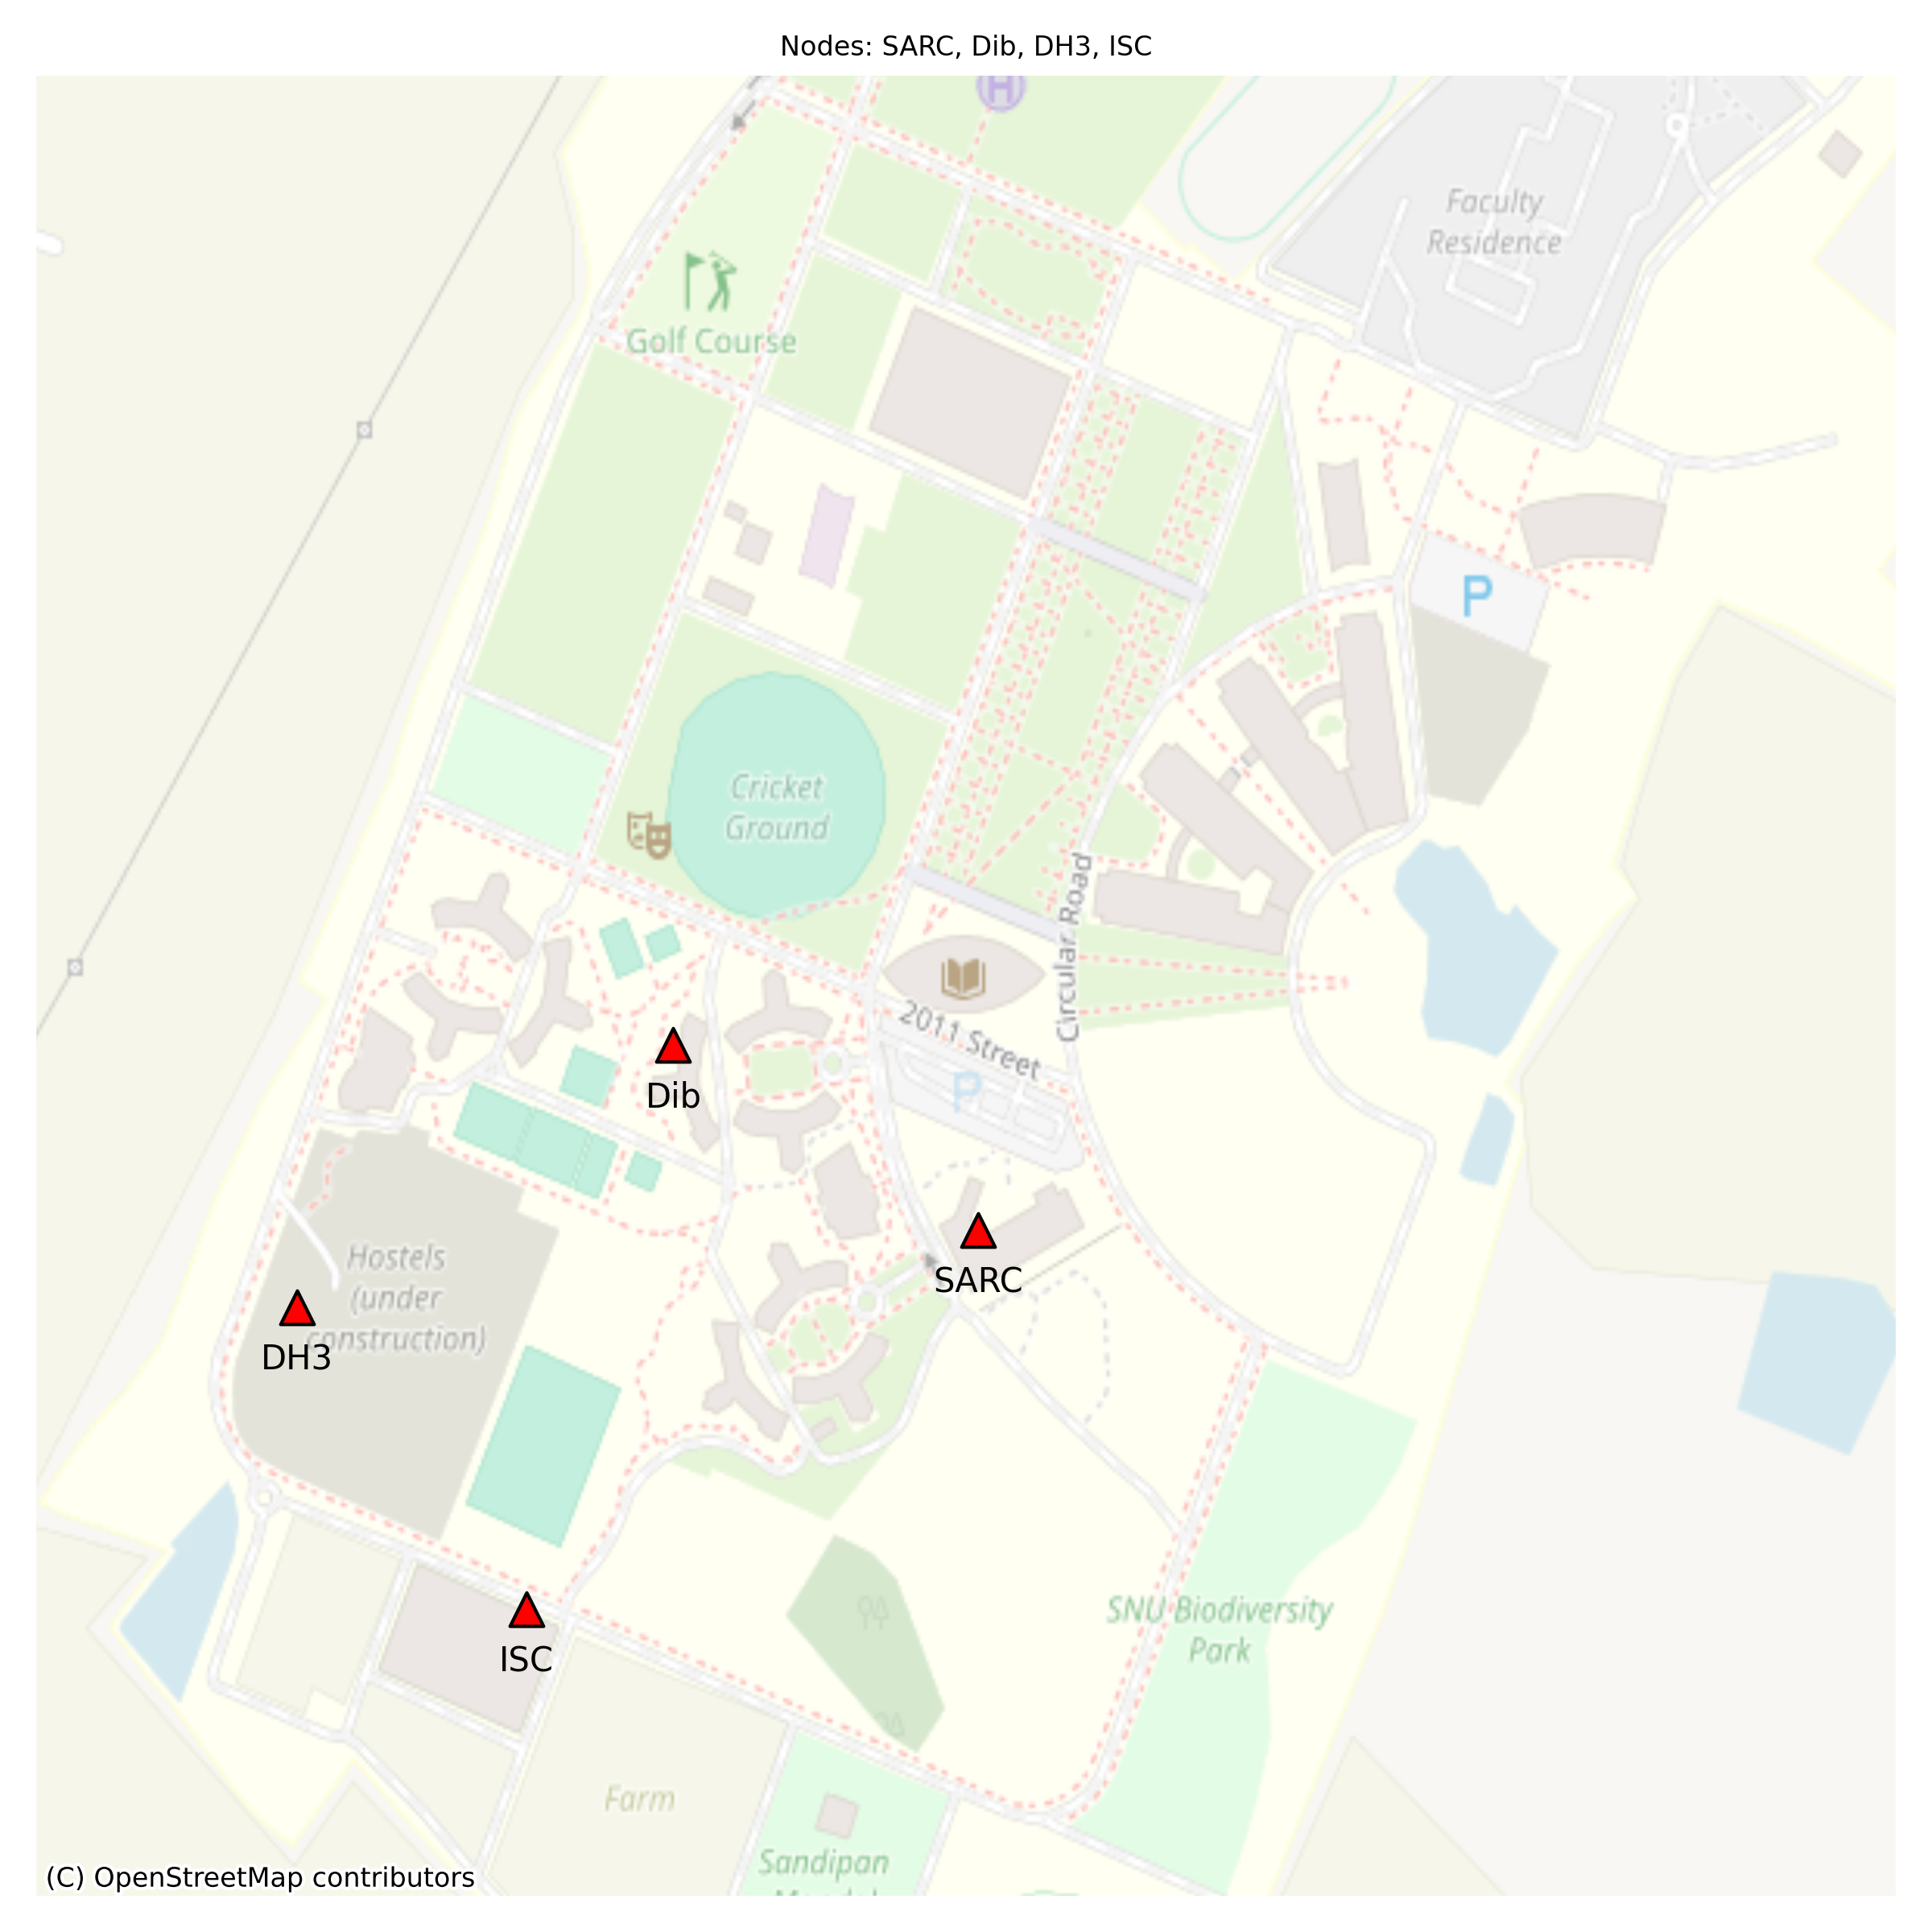 Nodes: SARC, Dib, DH3, ISC
H
Faculty
Residence
Golf Course
P
Cricket
Ground
Circular Road
2011 Street
P
Dib
SARC
Hostels
(under
construction)
DH3
ISC
SNU Biodiversity
Park
Farm
Sandipan
(C) OpenStreetMap contributors